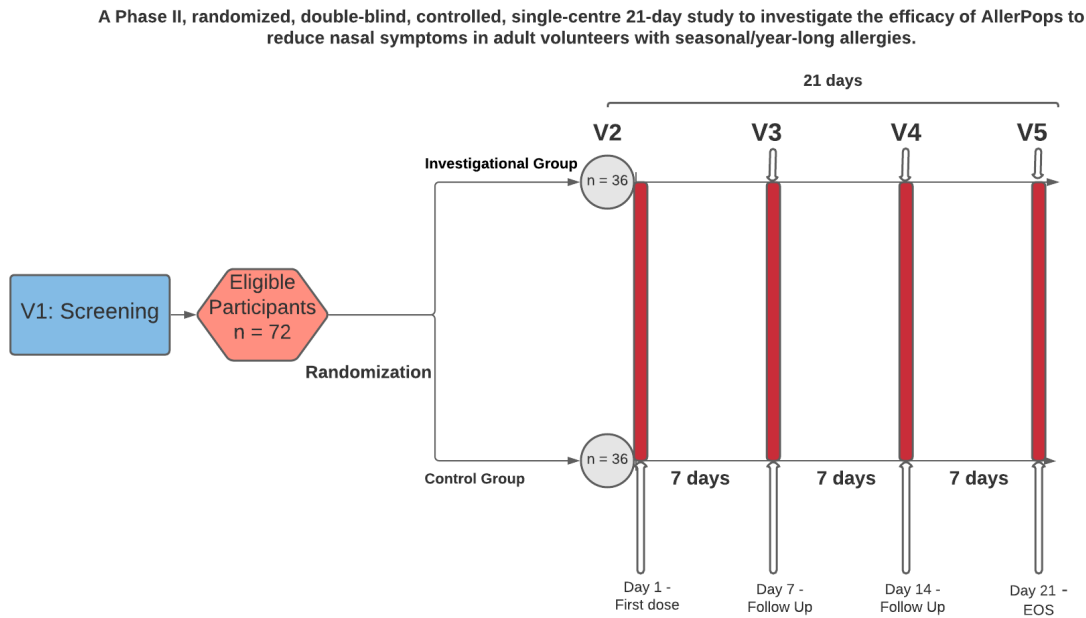 A Phase II, randomized, double-blind, controlled, single-centre 21-day study to investigate the efficacy of AllerPops to
reduce nasal symptoms in adult volunteers with seasonal/year-long allergies.
21 days
V2
V3
V4
V5
Investigational Group
n = 36
V1: Screening
Eligible
Participants
n = 72
Randomization
n = 36
Control Group
7 days
7 days
7 days
Day 1 -
First dose
Day 7 -
Follow Up
Day 14 -
Follow Up
Day 21 -
EOS